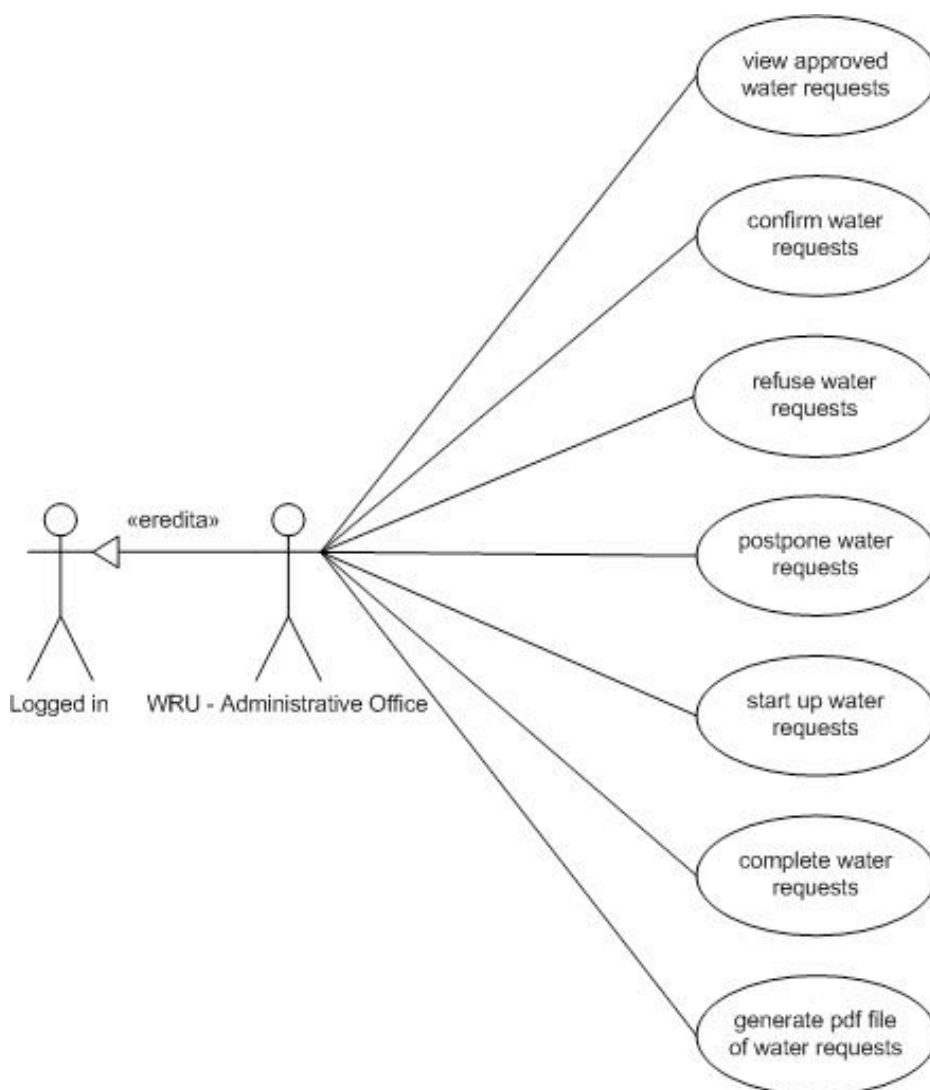 view approved
water requests
confirm water
requests
refuse water
requests
«eredita»
postpone water
requests
Logged in
WRU - Administrative Office
start up water
requests
complete water
requests
generate pdf file
of water requests